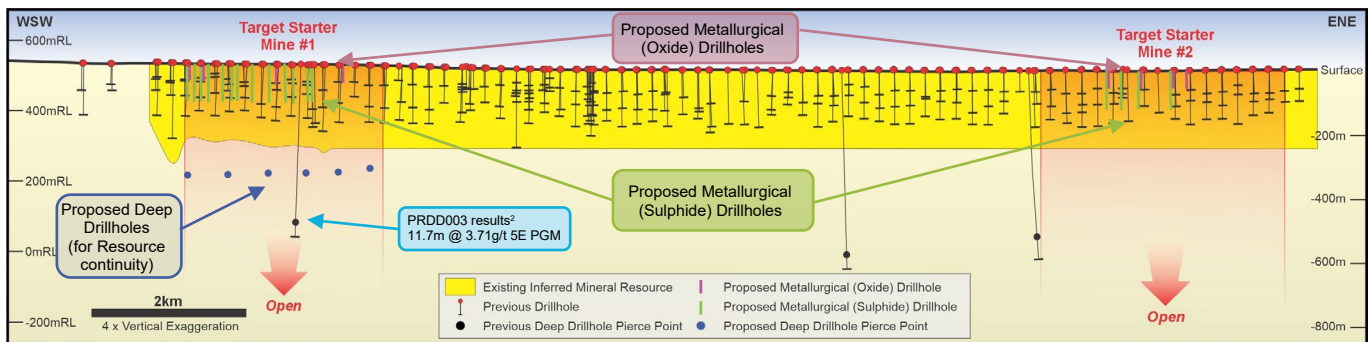 WSW
ENE
Target Starter
Mine #1
Proposed Metallurgical
(Oxide) Drillholes
Target Starter
Mine #2
600mRL
Surface
400mRL
-200m
200mRL
-400m
Proposed Metallurgical
(Sulphide) Drillholes
Proposed Deep
Drillholes
(for Resource
continuity)
PRDD003 results²
11.7m @ 3.71g/t 5E PGM
0mRL
-600m
Open
Open
2km
4 x Vertical Exaggeration
Existing Inferred Mineral Resource
Proposed Metallurgical (Oxide) Drillhole
Previous Drillhole
Proposed Metallurgical (Sulphide) Drillhole
Previous Deep Drillhole Pierce Point
Proposed Deep Drillhole Pierce Point
-200mRL
-800m